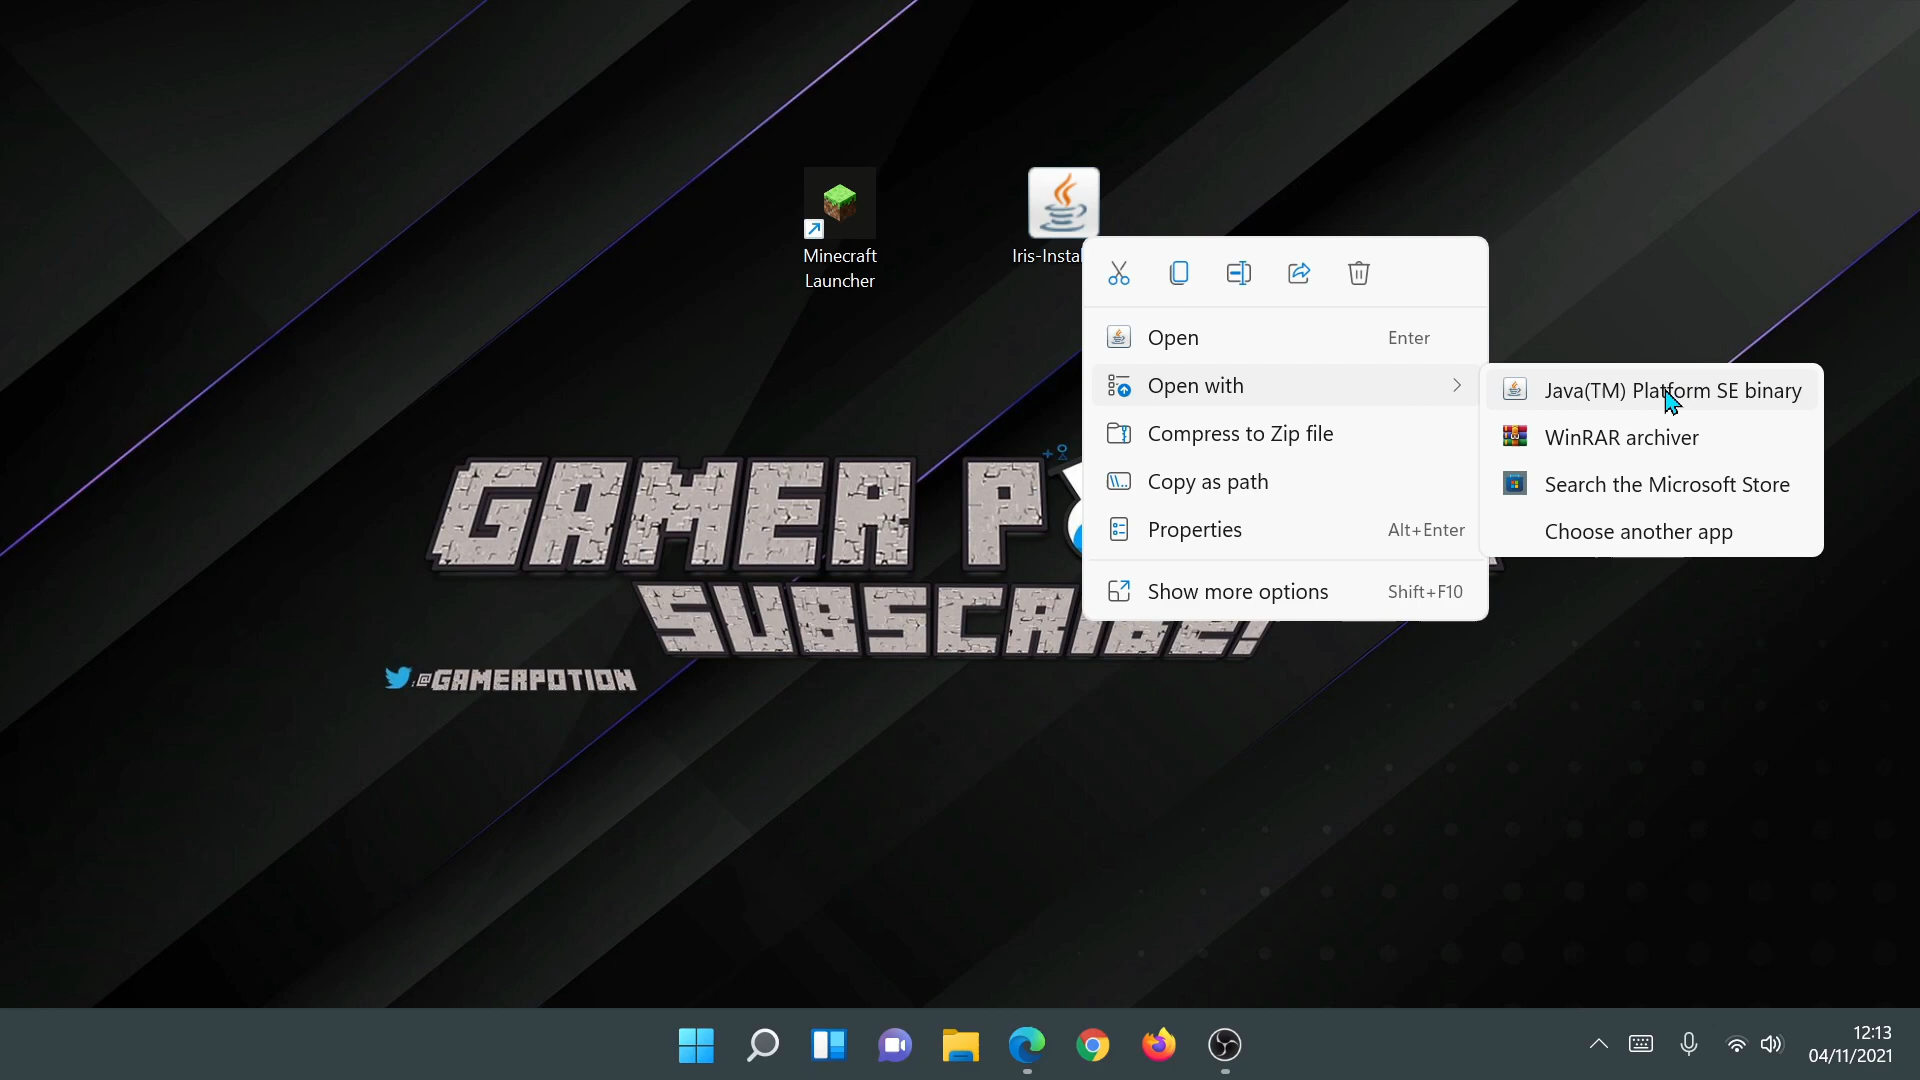 Minecraft
Launcher
Iris-Instal
Open Enter
Open with
Compress to Zip file
Copy as path
Properties Alt+Enter
Show more options Shift+F10
Java(TM) Platform SE binary
WinRAR archiver
Search the Microsoft Store
Choose another app
GAMER P
SUBSCRIBE!
:@GAMERPOTION
12:13
04/11/2021